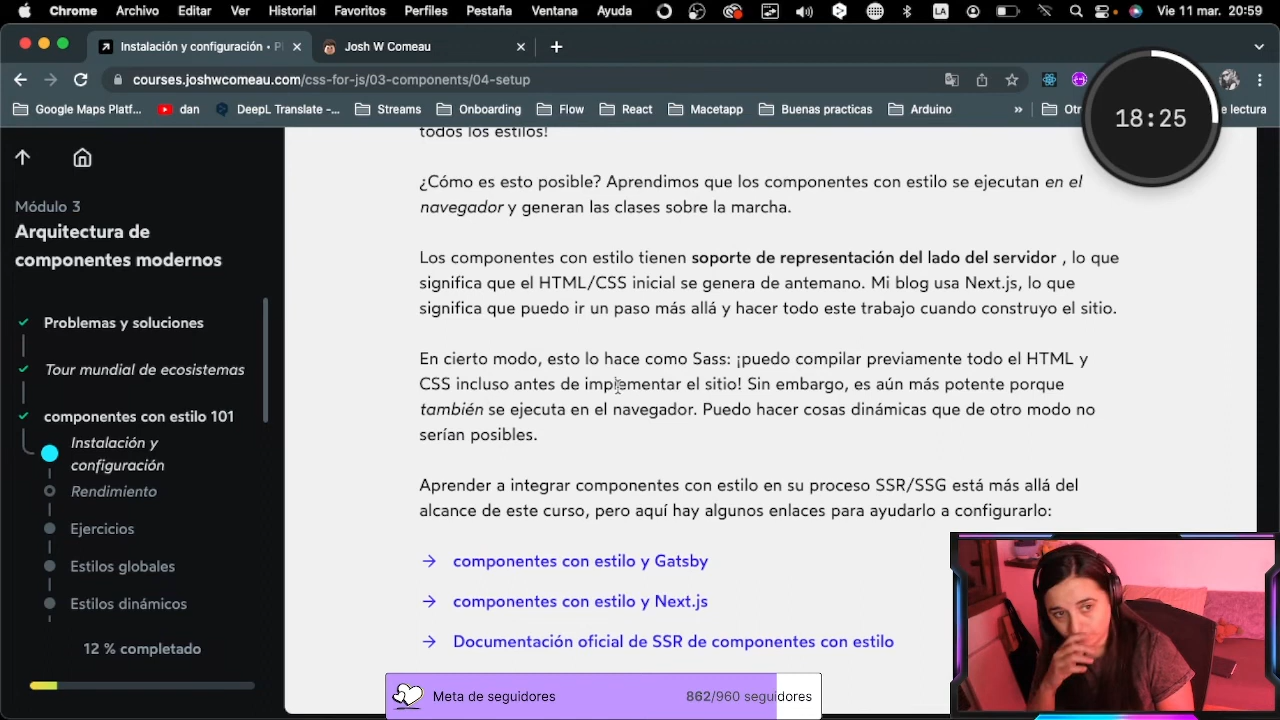 Chrome Archivo Editar Ver Historial Favoritos Perfiles Pestaña Ventana Ayuda LA Vie 11 mar. 20:59
Instalación y configuración • Pl
Josh W Comeau
courses.joshwcomeau.com/css-for-js/03-components/04-setup
Google Maps Platf... dan DeepL Translate -... Streams Onboarding Flow React Macetapp Buenas practicas Arduino » Otr e lectura
18:25
Módulo 3
Arquitectura de
componentes modernos
Problemas y soluciones
Tour mundial de ecosistemas
componentes con estilo 101
Instalación y
configuración
Rendimiento
Ejercicios
Estilos globales
Estilos dinámicos
12 % completado
todos los estilos!
¿Cómo es esto posible? Aprendimos que los componentes con estilo se ejecutan en el
navegador y generan las clases sobre la marcha.
Los componentes con estilo tienen soporte de representación del lado del servidor , lo que
significa que el HTML/CSS inicial se genera de antemano. Mi blog usa Next.js, lo que
significa que puedo ir un paso más allá y hacer todo este trabajo cuando construyo el sitio.
En cierto modo, esto lo hace como Sass: ¡puedo compilar previamente todo el HTML y
CSS incluso antes de implementar el sitio! Sin embargo, es aún más potente porque
también se ejecuta en el navegador. Puedo hacer cosas dinámicas que de otro modo no
serían posibles.
Aprender a integrar componentes con estilo en su proceso SSR/SSG está más allá del
alcance de este curso, pero aquí hay algunos enlaces para ayudarlo a configurarlo:
→ componentes con estilo y Gatsby
→ componentes con estilo y Next.js
→ Documentación oficial de SSR de componentes con estilo
Meta de seguidores 862/960 seguidores